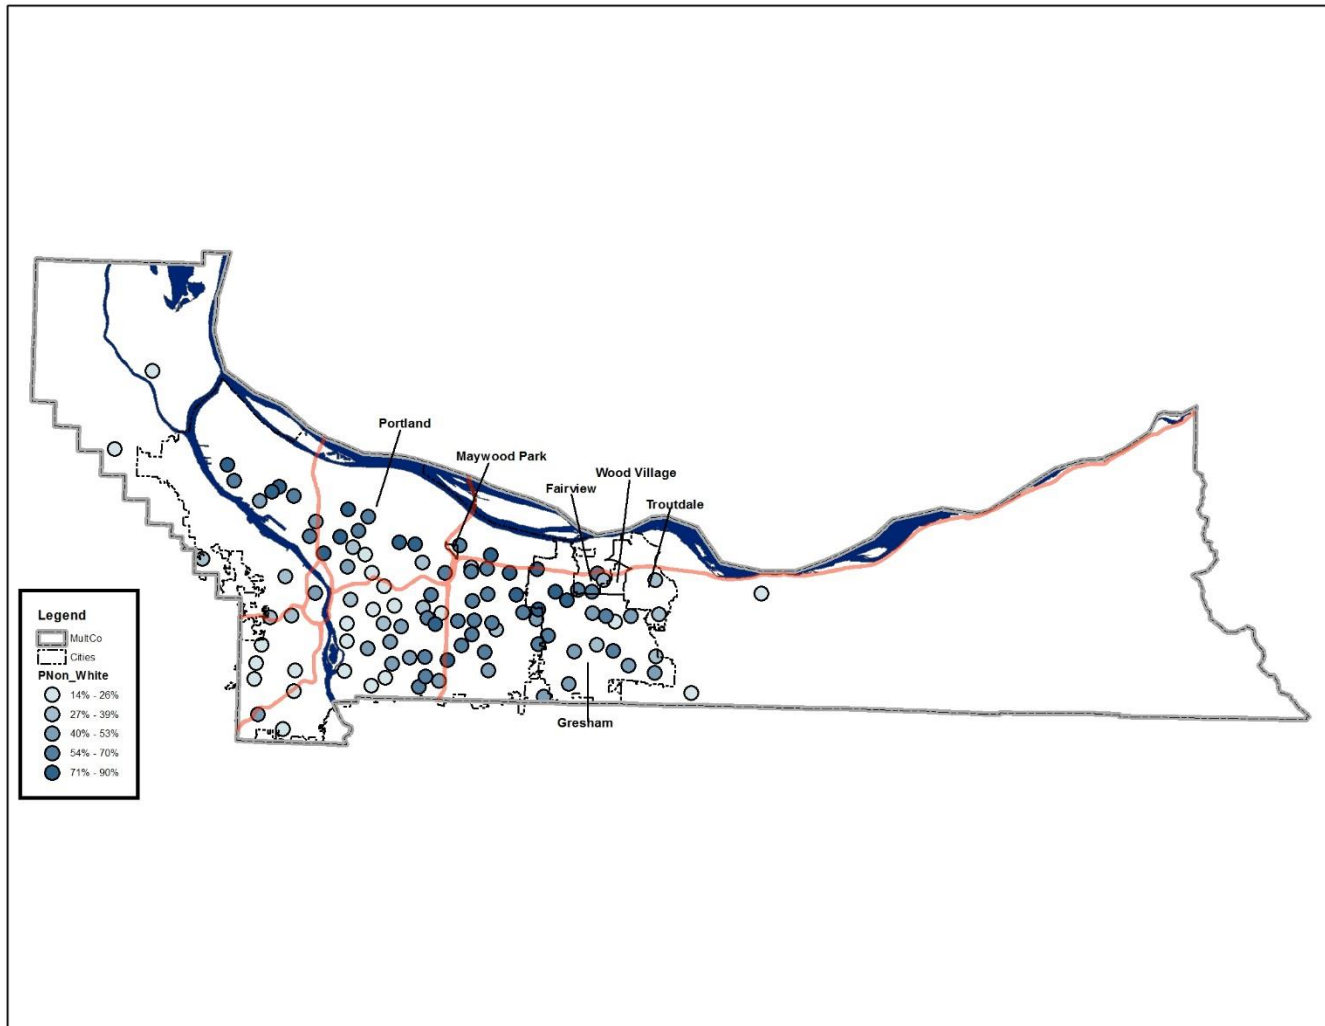 Portland
Maywood Park
Wood Village
Fairview
Troutdale
Gresham
Legend
MultCo
Cities
PNon_White
14% - 26%
27% - 39%
40% - 53%
54% - 70%
71% - 90%